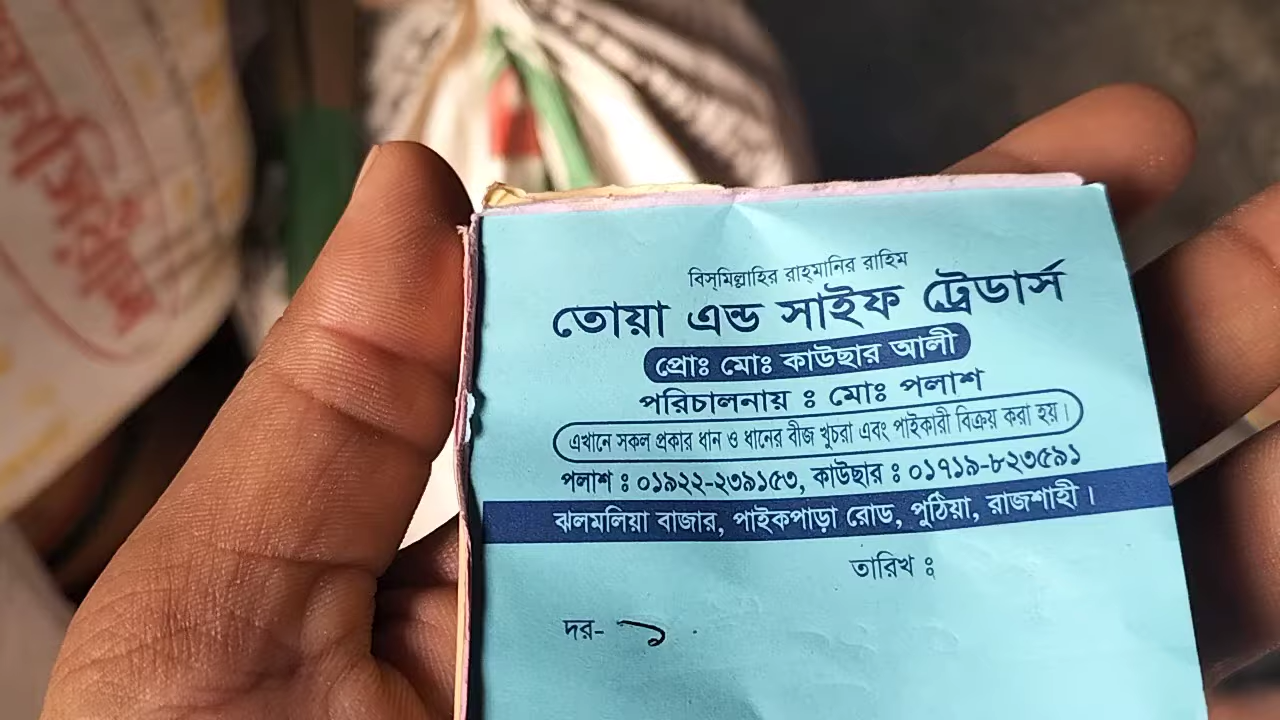 বিস্‌মিল্লাহির রাহ্‌মানির রাহিম
তোয়া এন্ড সাইফ ট্রেডার্স
প্রোঃ মোঃ কাউছার আলী
পরিচালনায় ঃ মোঃ পলাশ
এখানে সকল প্রকার ধান ও ধানের বীজ খুচরা এবং পাইকারী বিক্রয় করা হয়।
পলাশ ঃ ০১৯২২-২৩৯১৫৩, কাউছার ঃ ০১৭১৯-৮২৩৫৯১
ঝলমলিয়া বাজার, পাইকপাড়া রোড, পুঠিয়া, রাজশাহী।
তারিখ ঃ
দর- ১